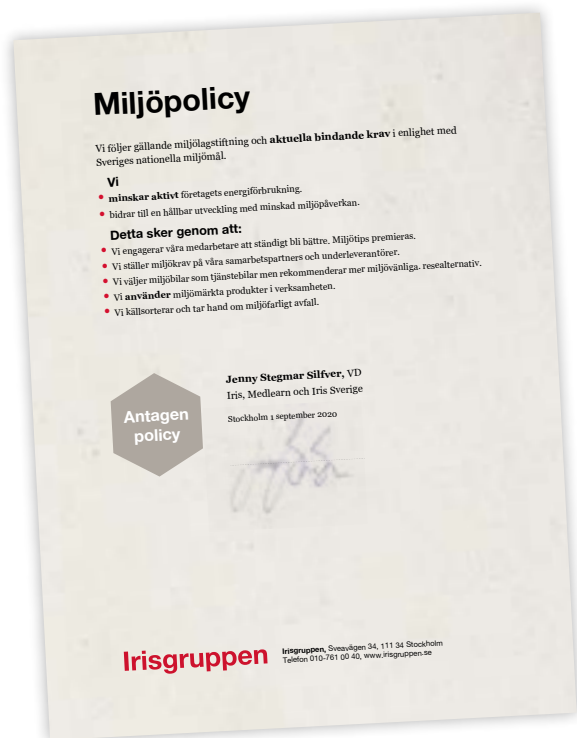 Miljöpolicy
Vi följer gällande miljölagstiftning och aktuella bindande krav i enlighet med
Sveriges nationella miljömål.
Vi
• minskar aktivt företagets energiförbrukning.
• bidrar till en hållbar utveckling med minskad miljöpåverkan.
Detta sker genom att:
• Vi engagerar våra medarbetare att ständigt bli bättre. Miljötips premieras.
• Vi ställer miljökrav på våra samarbetspartners och underleverantörer.
• Vi väljer miljöbilar som tjänstebilar men rekommenderar mer miljövänliga. resealternativ.
• Vi använder miljömärkta produkter i verksamheten.
• Vi källsorterar och tar hand om miljöfarligt avfall.
Antagen
policy
Jenny Stegmar Silfver, VD
Iris, Medlearn och Iris Sverige
Stockholm 1 september 2020
Irisgruppen
Irisgruppen, Sveavägen 34, 111 34 Stockholm
Telefon 010-761 00 40, www.irisgruppen.se